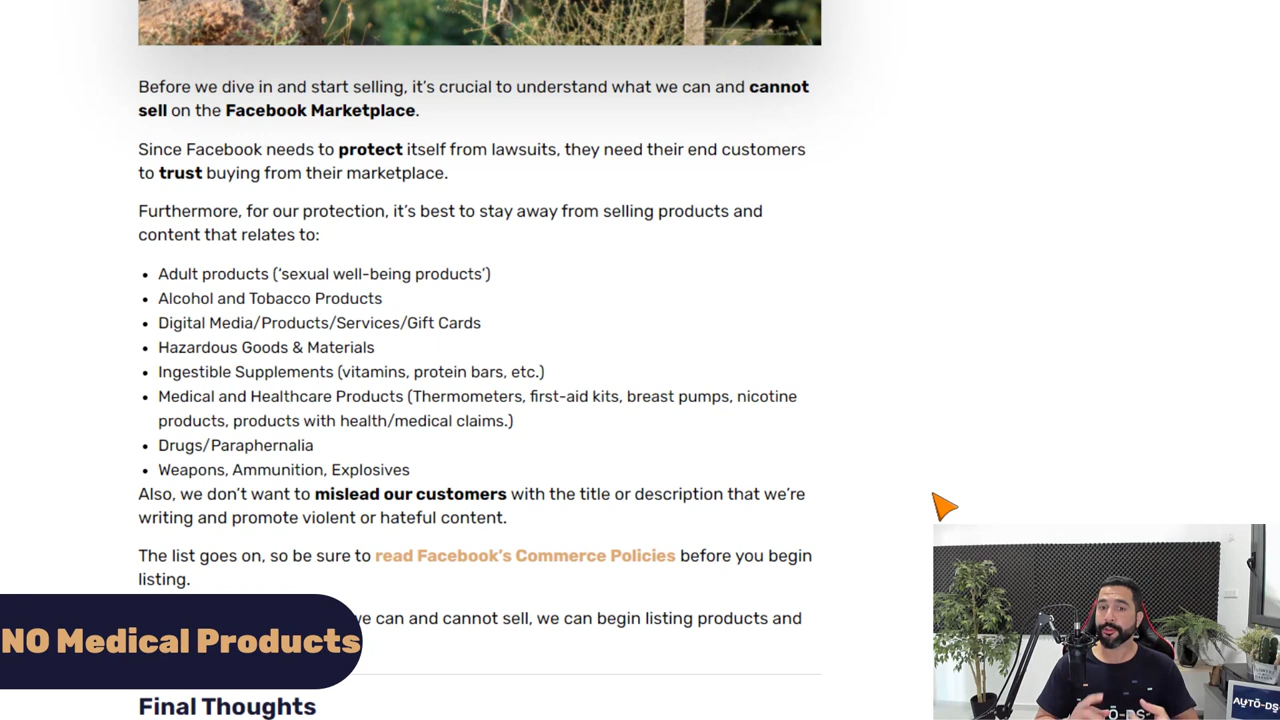 Before we dive in and start selling, it's crucial to understand what we can and cannot
sell on the Facebook Marketplace.
Since Facebook needs to protect itself from lawsuits, they need their end customers
to trust buying from their marketplace.
Furthermore, for our protection, it's best to stay away from selling products and
content that relates to:
• Adult products ('sexual well-being products')
• Alcohol and Tobacco Products
• Digital Media/Products/Services/Gift Cards
• Hazardous Goods & Materials
• Ingestible Supplements (vitamins, protein bars, etc.)
• Medical and Healthcare Products (Thermometers, first-aid kits, breast pumps, nicotine
products, products with health/medical claims.)
• Drugs/Paraphernalia
• Weapons, Ammunition, Explosives
Also, we don't want to mislead our customers with the title or description that we're
writing and promote violent or hateful content.
The list goes on, so be sure to read Facebook's Commerce Policies before you begin
listing.
we can and cannot sell, we can begin listing products and
NO Medical Products
Final Thoughts
AUTO-DS